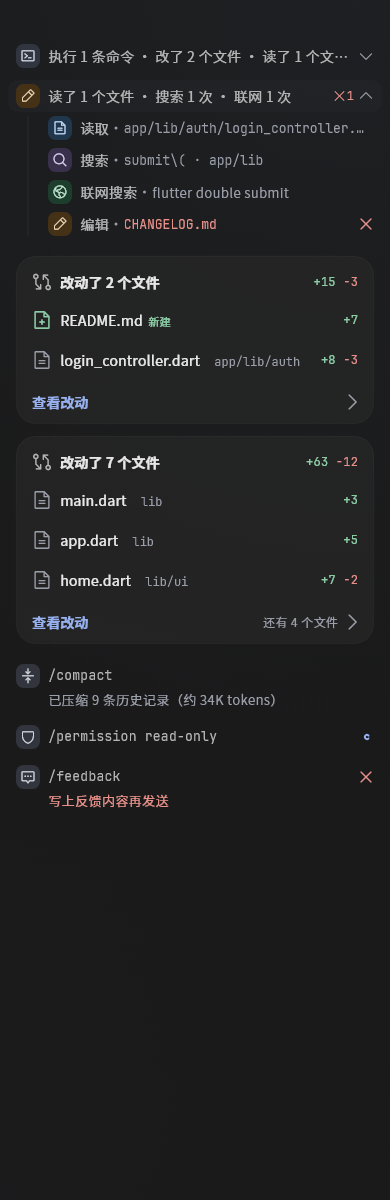 执行 1 条命令 • 改了 2 个文件 • 读了 1 个文…
读了 1 个文件 • 搜索 1 次 • 联网 1 次 ×1
读取 · app/lib/auth/login_controller.…
搜索 · submit\( · app/lib
联网搜索 · flutter double submit
编辑 · CHANGELOG.md
改动了 2 个文件 +15 -3
README.md 新建 +7
login_controller.dart app/lib/auth +8 -3
查看改动
改动了 7 个文件 +63 -12
main.dart lib +3
app.dart lib +5
home.dart lib/ui +7 -2
查看改动 还有 4 个文件
/compact
已压缩 9 条历史记录（约 34K tokens）
/permission read-only
/feedback
写上反馈内容再发送